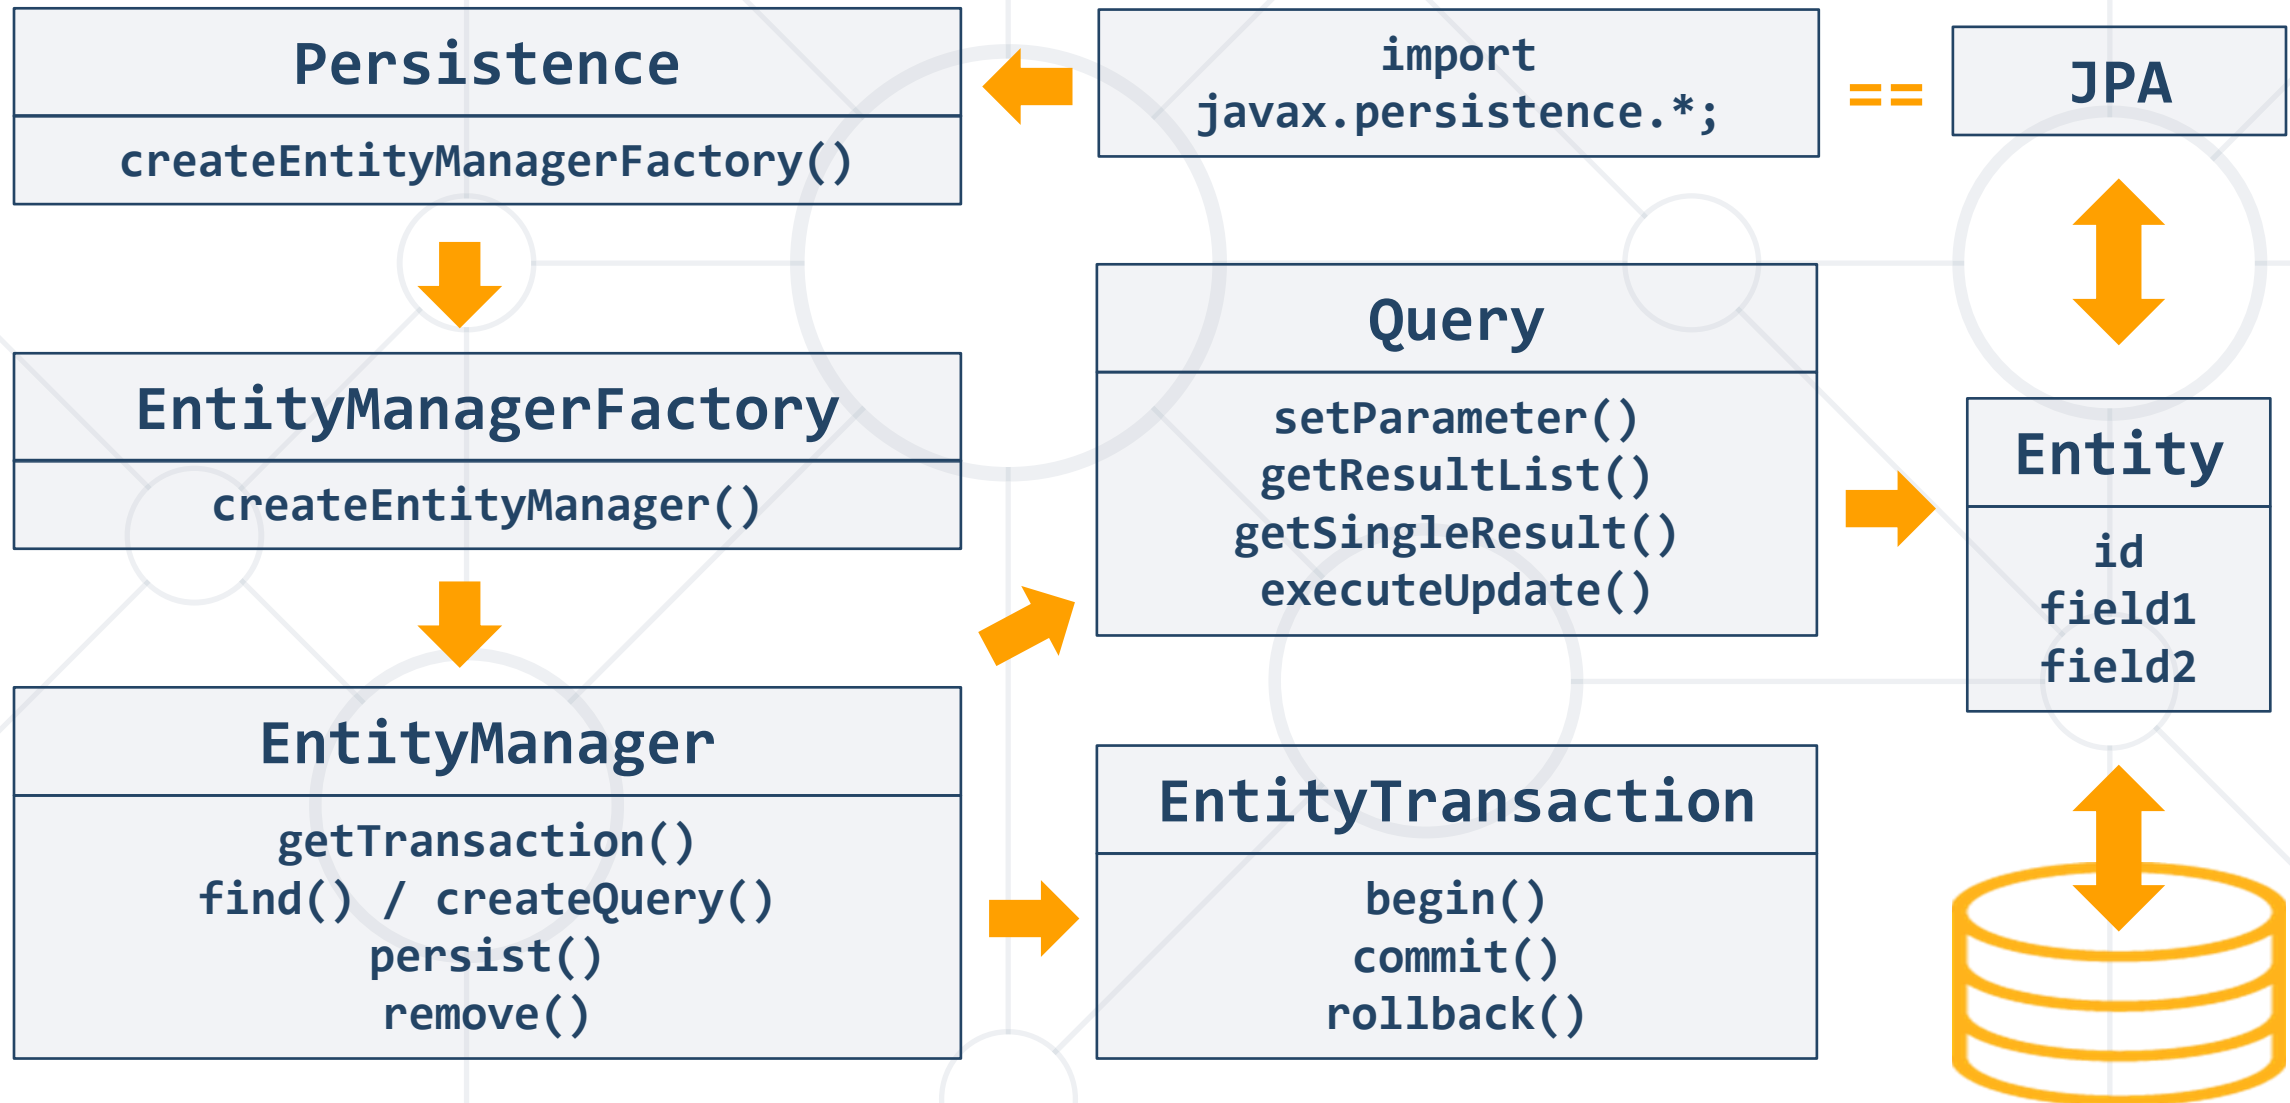 Persistence
createEntityManagerFactory()
import
javax.persistence.*;
==
JPA
EntityManagerFactory
createEntityManager()
Query
setParameter()
getResultList()
getSingleResult()
executeUpdate()
Entity
id
field1
field2
EntityManager
getTransaction()
find() / createQuery()
persist()
remove()
EntityTransaction
begin()
commit()
rollback()